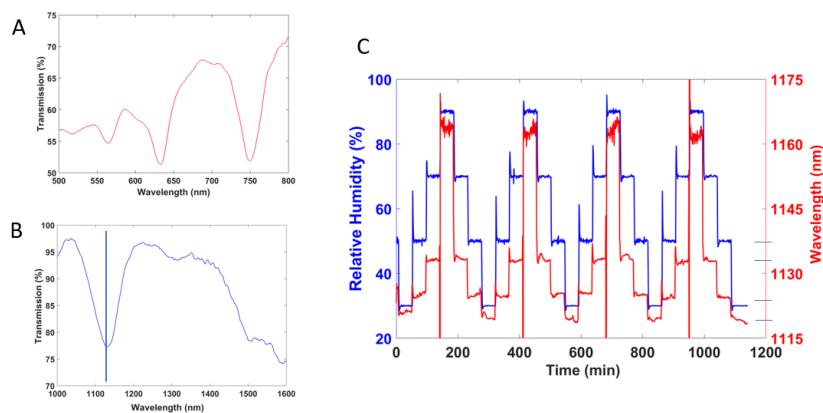 A
75
70
65
60
55
50
Transmission (%)
500 550 600 650 700 750 800
Wavelength (nm)
B
100
95
90
85
80
75
70
Transmission (%)
1000 1100 1200 1300 1400 1500 1600
Wavelength (nm)
C
100
80
60
40
20
Relative Humidity (%)
1175
1160
1145
1130
1115
Wavelength (nm)
0 200 400 600 800 1000 1200
Time (min)